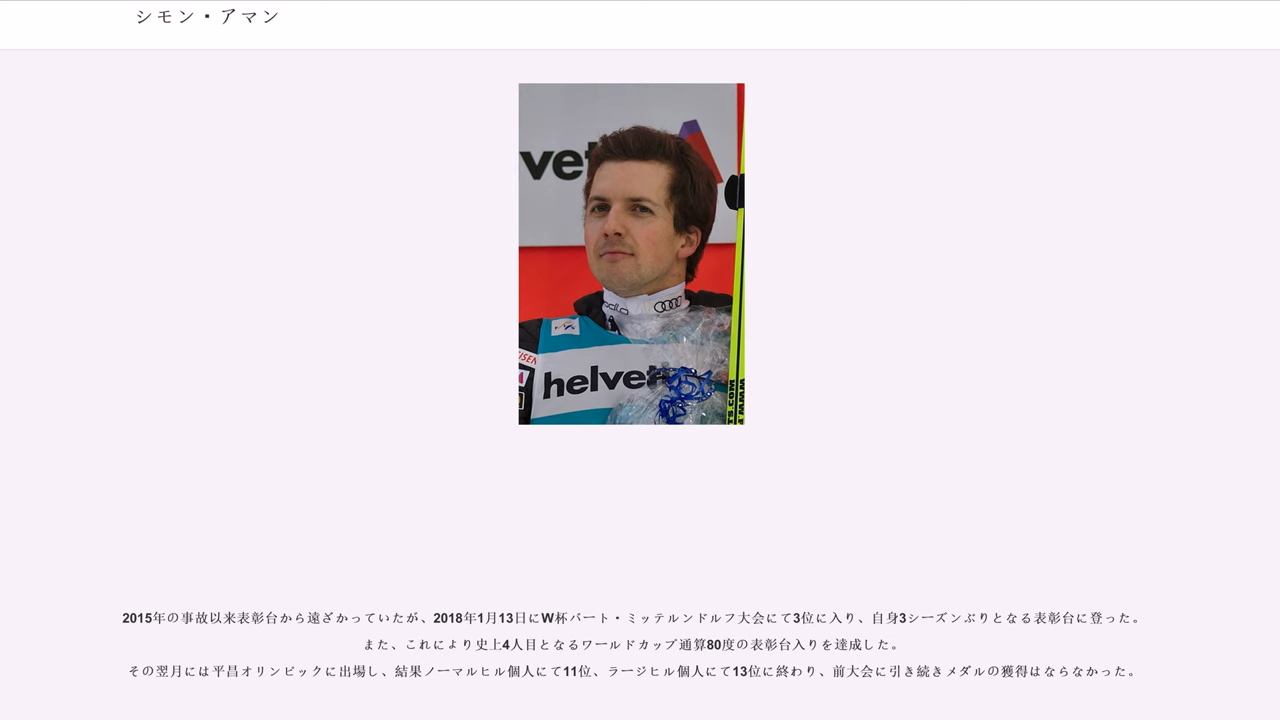 シモン・アマン
vet
edlo
EISEN
helvet
WWW.F
TS.COM
2015年の事故以来表彰台から遠ざかっていたが、2018年1月13日にW杯バート・ミッテルンドルフ大会にて3位に入り、自身3シーズンぶりとなる表彰台に登った。
また、これにより史上4人目となるワールドカップ通算80度の表彰台入りを達成した。
その翌月には平昌オリンピックに出場し、結果ノーマルヒル個人にて11位、ラージヒル個人にて13位に終わり、前大会に引き続きメダルの獲得はならなかった。